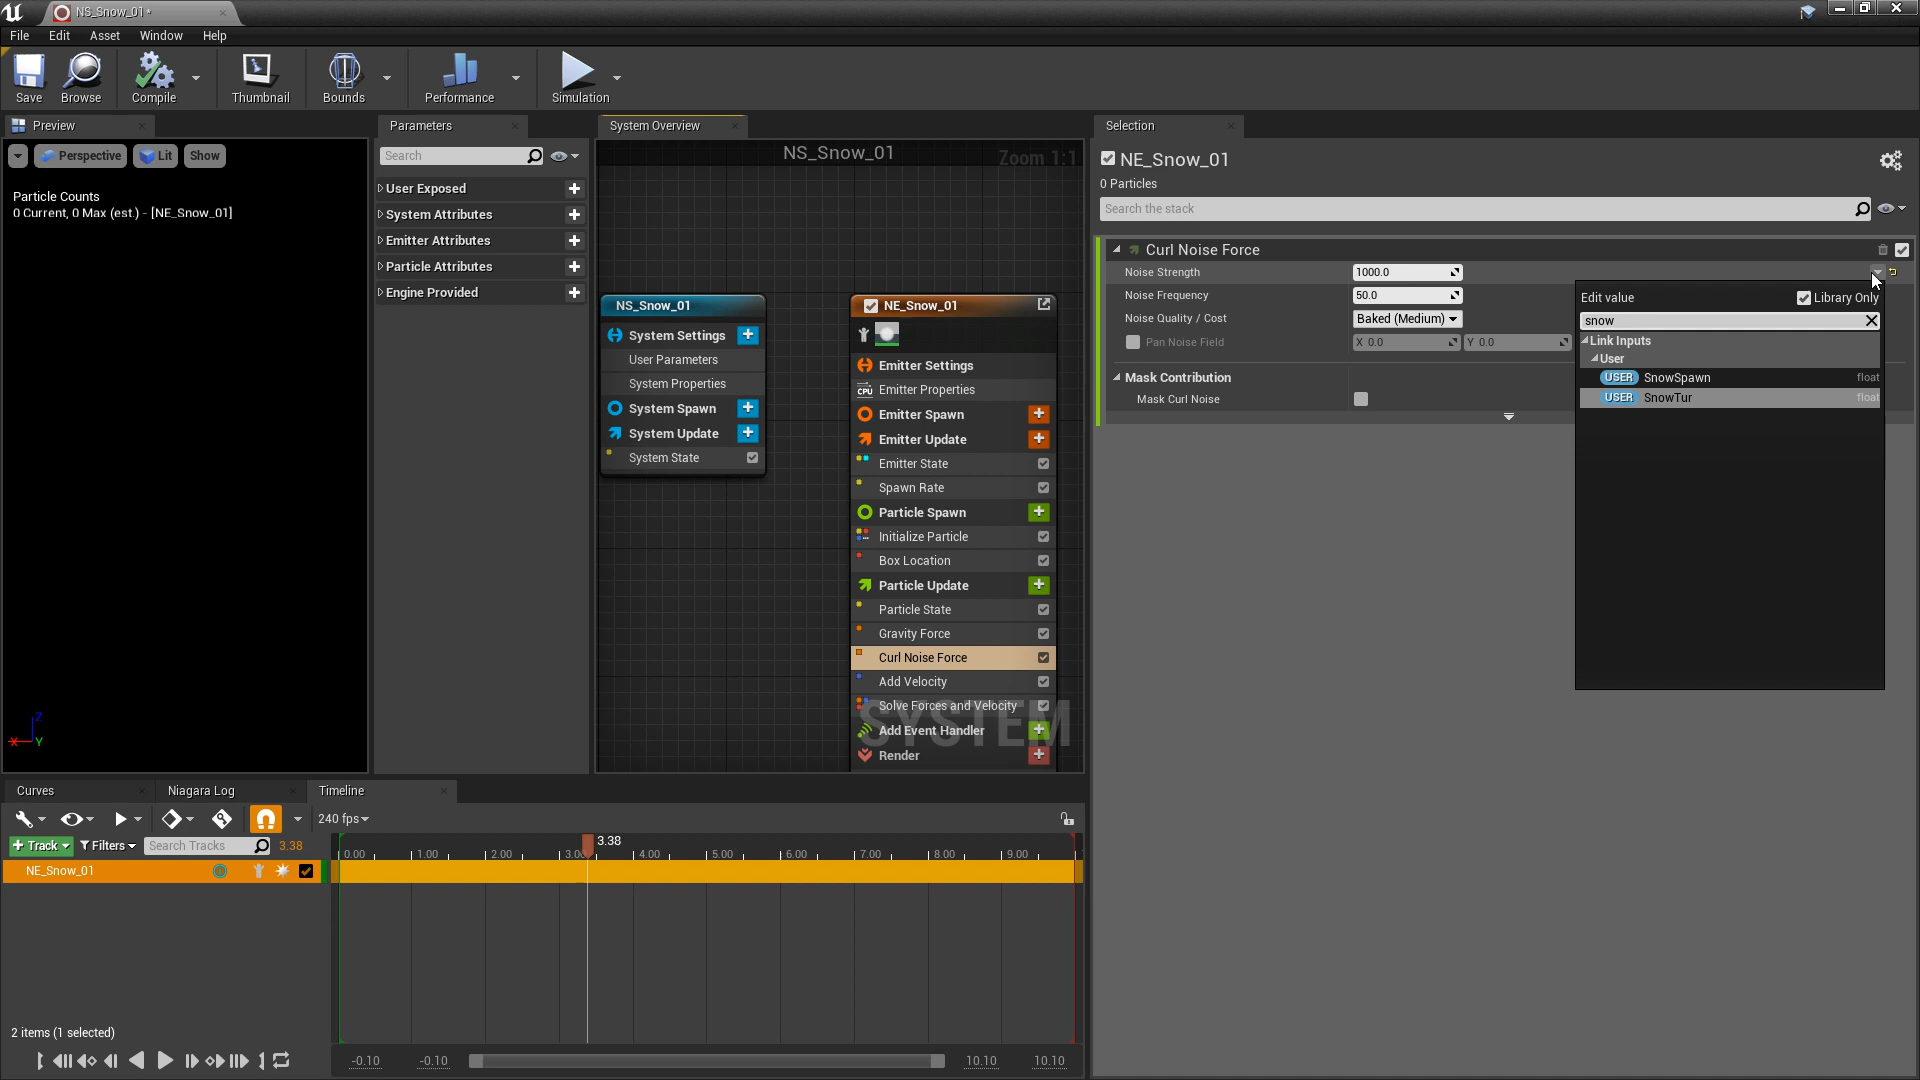 NS_Snow_01*
File Edit Asset Window Help
Save Browse Compile Thumbnail Bounds Performance Simulation
Preview
Perspective Lit Show
Particle Counts
0 Current, 0 Max (est.) - [NE_Snow_01]
Z
X Y
Parameters
Search
User Exposed
System Attributes
Emitter Attributes
Particle Attributes
Engine Provided
System Overview
NS_Snow_01 Zoom 1:1
NS_Snow_01
System Settings
User Parameters
System Properties
System Spawn
System Update
System State
NE_Snow_01
Emitter Settings
CPU Emitter Properties
Emitter Spawn
Emitter Update
Emitter State
Spawn Rate
Particle Spawn
Initialize Particle
Box Location
Particle Update
Particle State
Gravity Force
Curl Noise Force
Add Velocity
Solve Forces and Velocity
Add Event Handler
Render
SYSTEM
Selection
NE_Snow_01
0 Particles
Search the stack
Curl Noise Force
Noise Strength 1000.0
Noise Frequency 50.0
Noise Quality / Cost Baked (Medium)
Pan Noise Field X 0.0 Y 0.0
Mask Contribution
Mask Curl Noise
Edit value Library Only
snow
Link Inputs
User
USER SnowSpawn float
USER SnowTur float
Curves Niagara Log Timeline
240 fps
+ Track Filters Search Tracks 3.38
3.38
0.00 1.00 2.00 3.00 4.00 5.00 6.00 7.00 8.00 9.00
NE_Snow_01
2 items (1 selected)
-0.10 -0.10 10.10 10.10